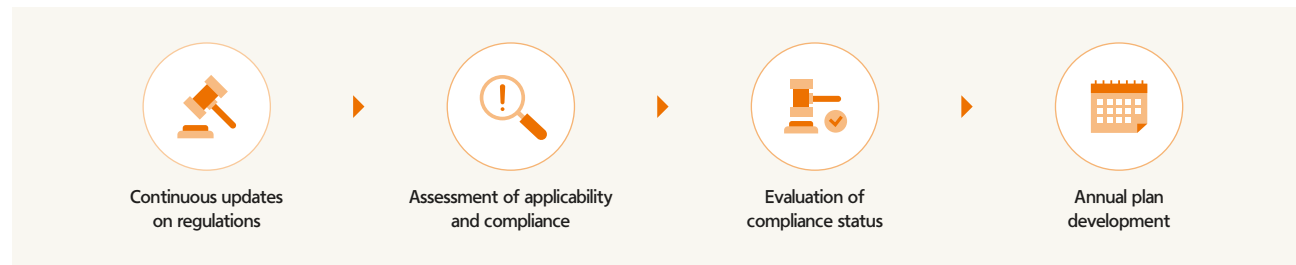 Continuous updates
on regulations
Assessment of applicability
and compliance
Evaluation of
compliance status
Annual plan
development